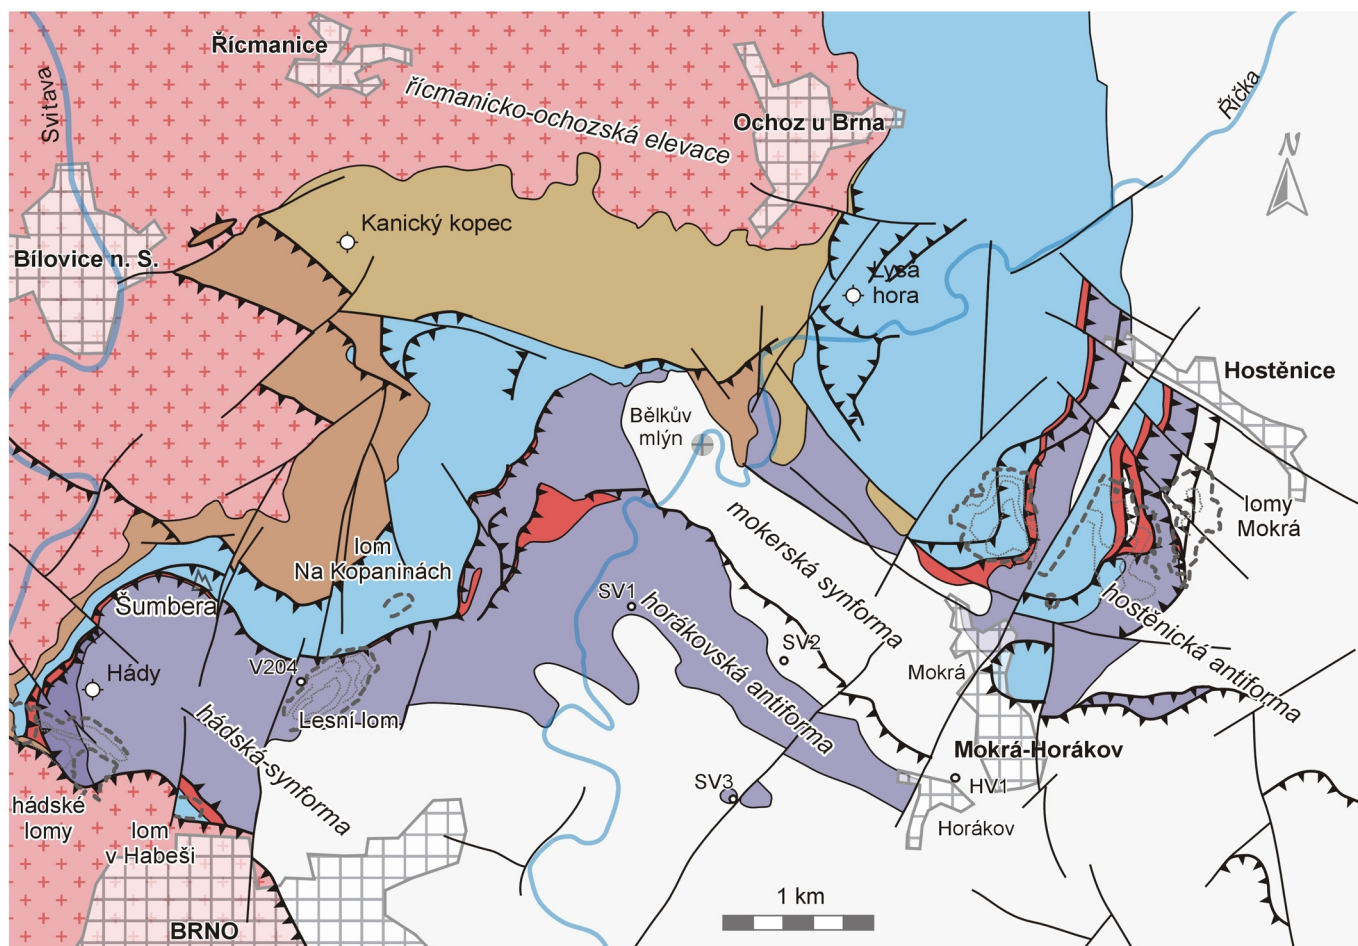 Řícmanice
Svitava
řícmanicko-ochozská elevace
Ochoz u Brna
Říčka
N
Kanický kopec
Bílovice n. S.
Lysá
hora
Hostěnice
Bělkův
mlýn
lomy
Mokrá
mokerská synforma
lom
Na Kopaninách
Šumbera
SV1
horákovská antiforma
SV2
hostěnická antiforma
V204
Mokrá
Hády
Lesní lom
hádská synforma
Mokrá-Horákov
SV3
HV1
hádské
lomy
lom
v Habeši
Horákov
1 km
BRNO